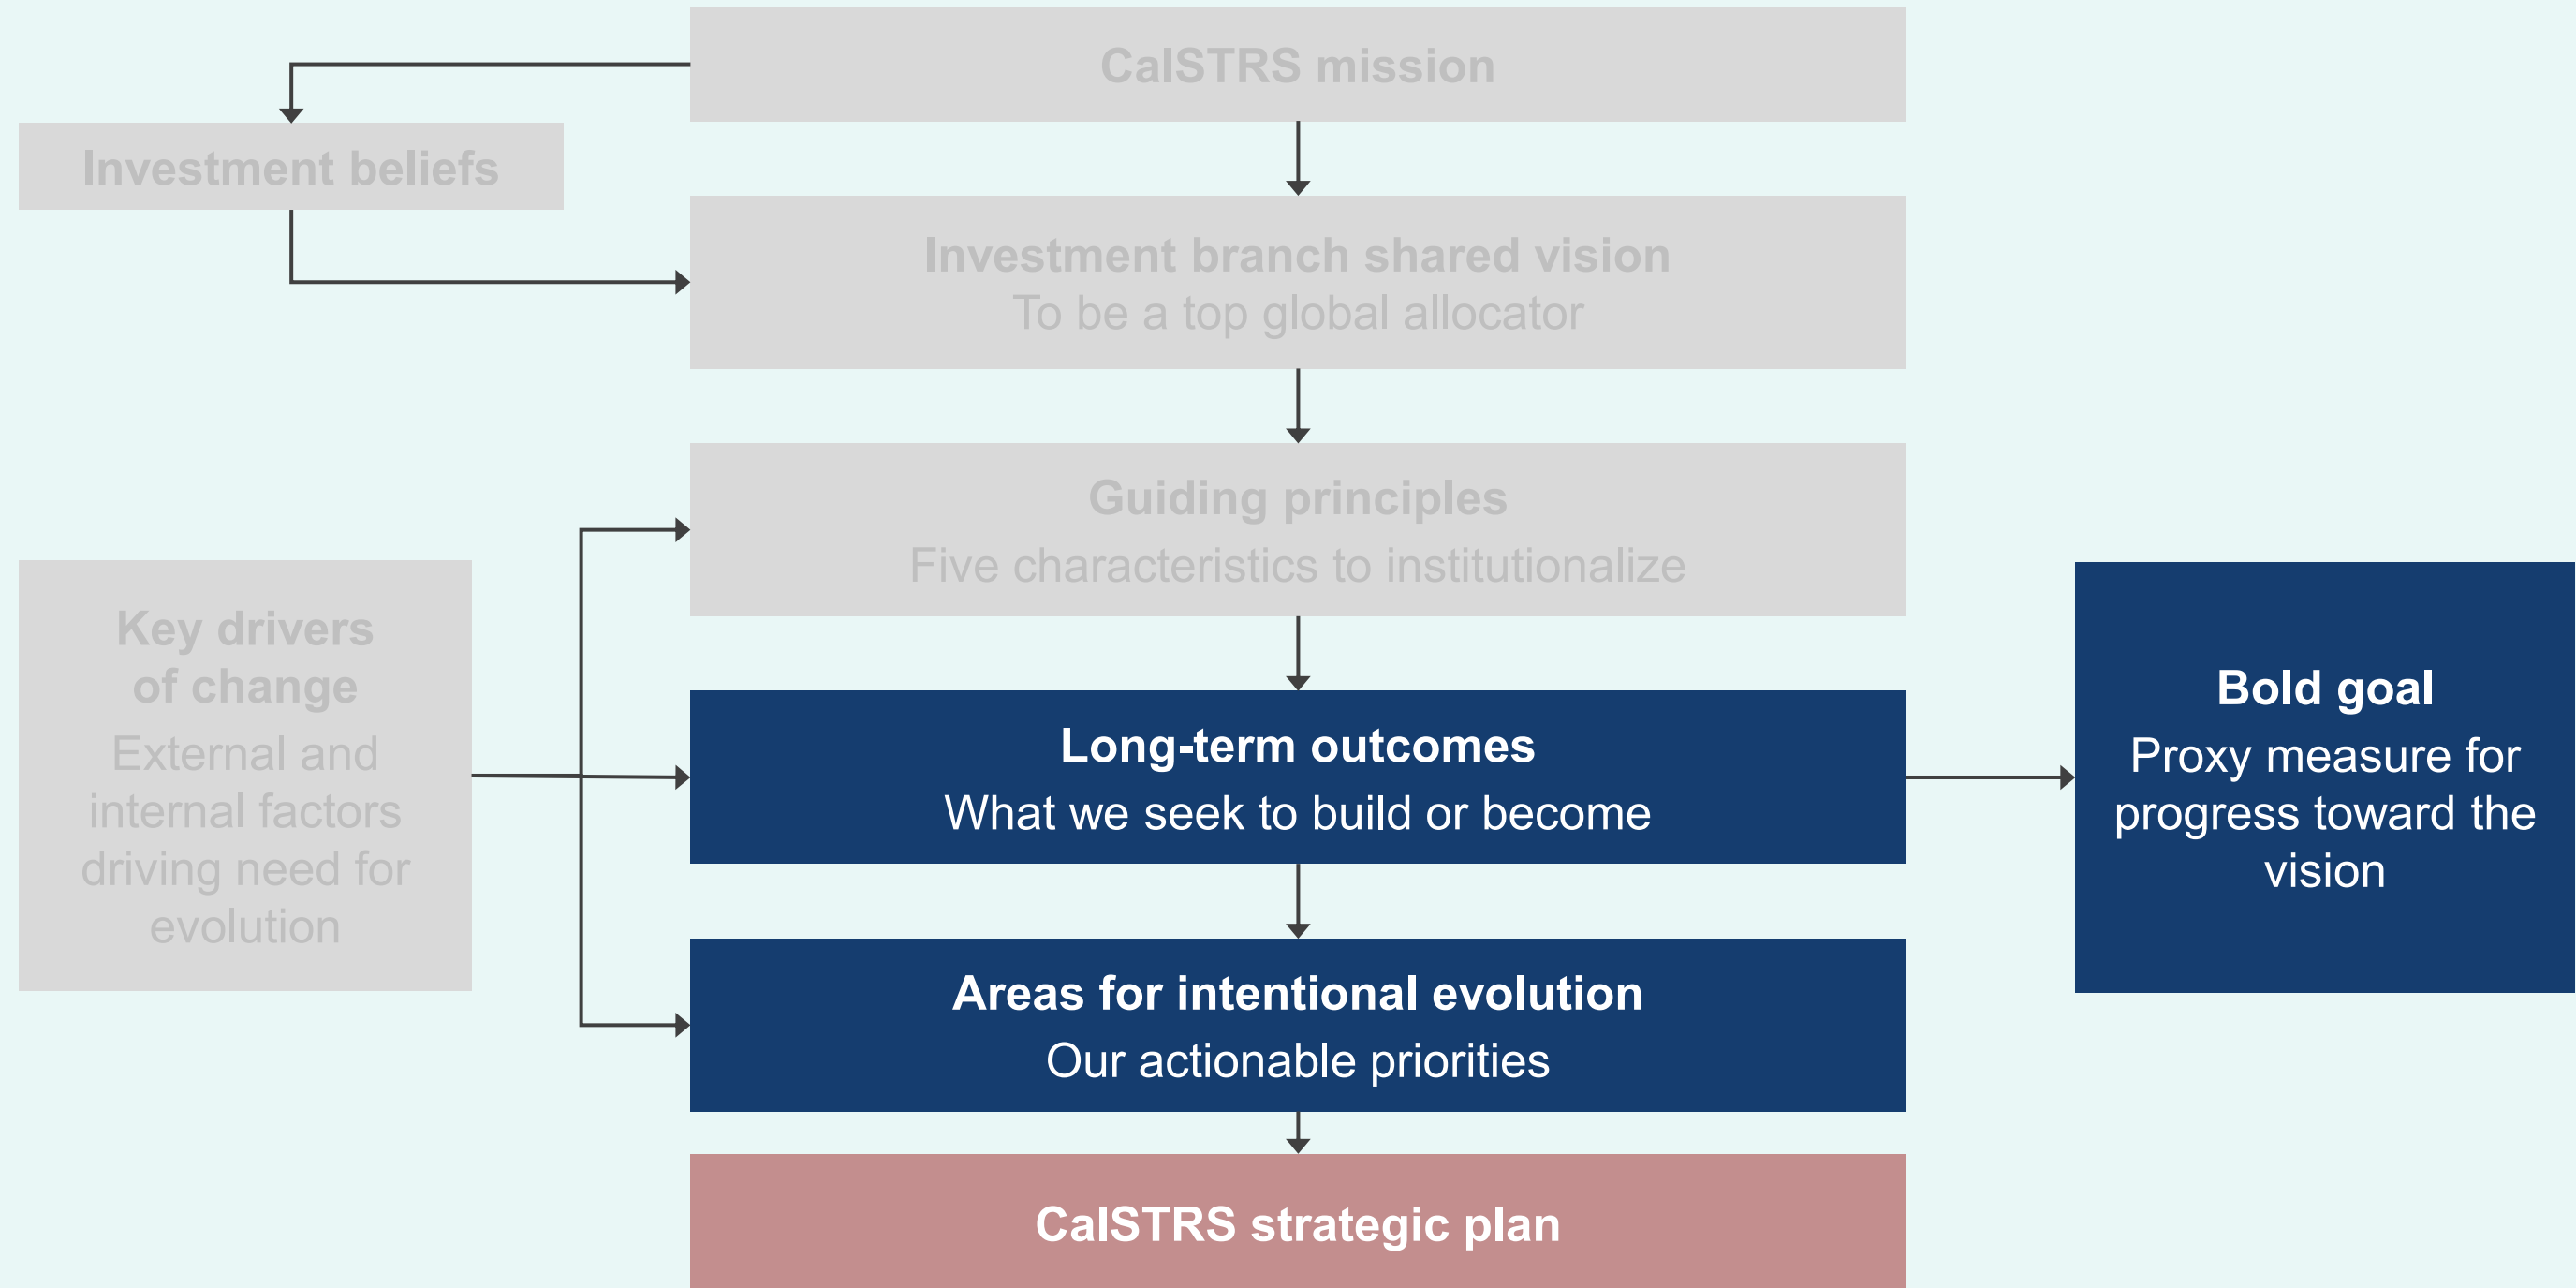 CalSTRS mission
Investment beliefs
Investment branch shared vision
To be a top global allocator
Guiding principles
Five characteristics to institutionalize
Key drivers
of change
External and
internal factors
driving need for
evolution
Long-term outcomes
What we seek to build or become
Bold goal
Proxy measure for
progress toward the
vision
Areas for intentional evolution
Our actionable priorities
CalSTRS strategic plan